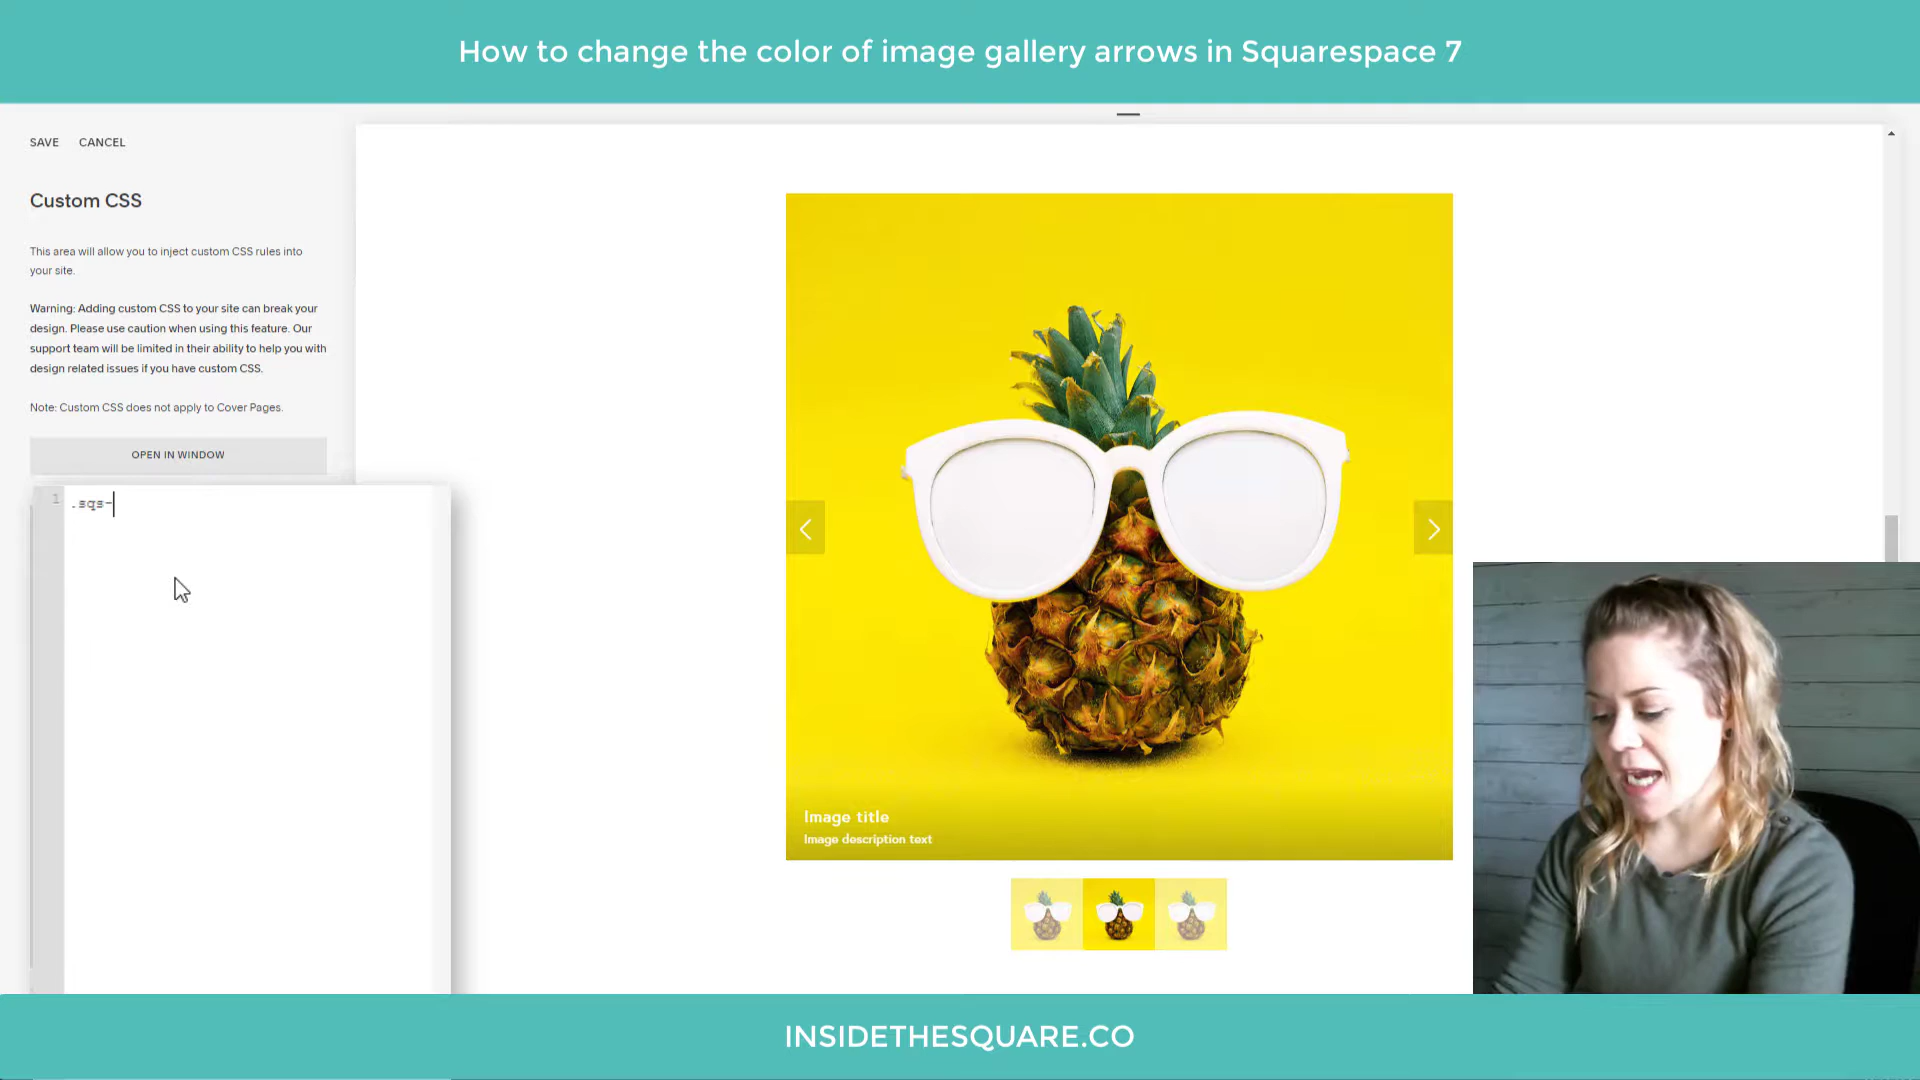 How to change the color of image gallery arrows in Squarespace 7
SAVE CANCEL
Custom CSS
This area will allow you to inject custom CSS rules into
your site.
Warning: Adding custom CSS to your site can break your
design. Please use caution when using this feature. Our
support team will be limited in their ability to help you with
design related issues if you have custom CSS.
Note: Custom CSS does not apply to Cover Pages.
OPEN IN WINDOW
1 .sqs-
Image title
Image description text
INSIDETHESQUARE.CO